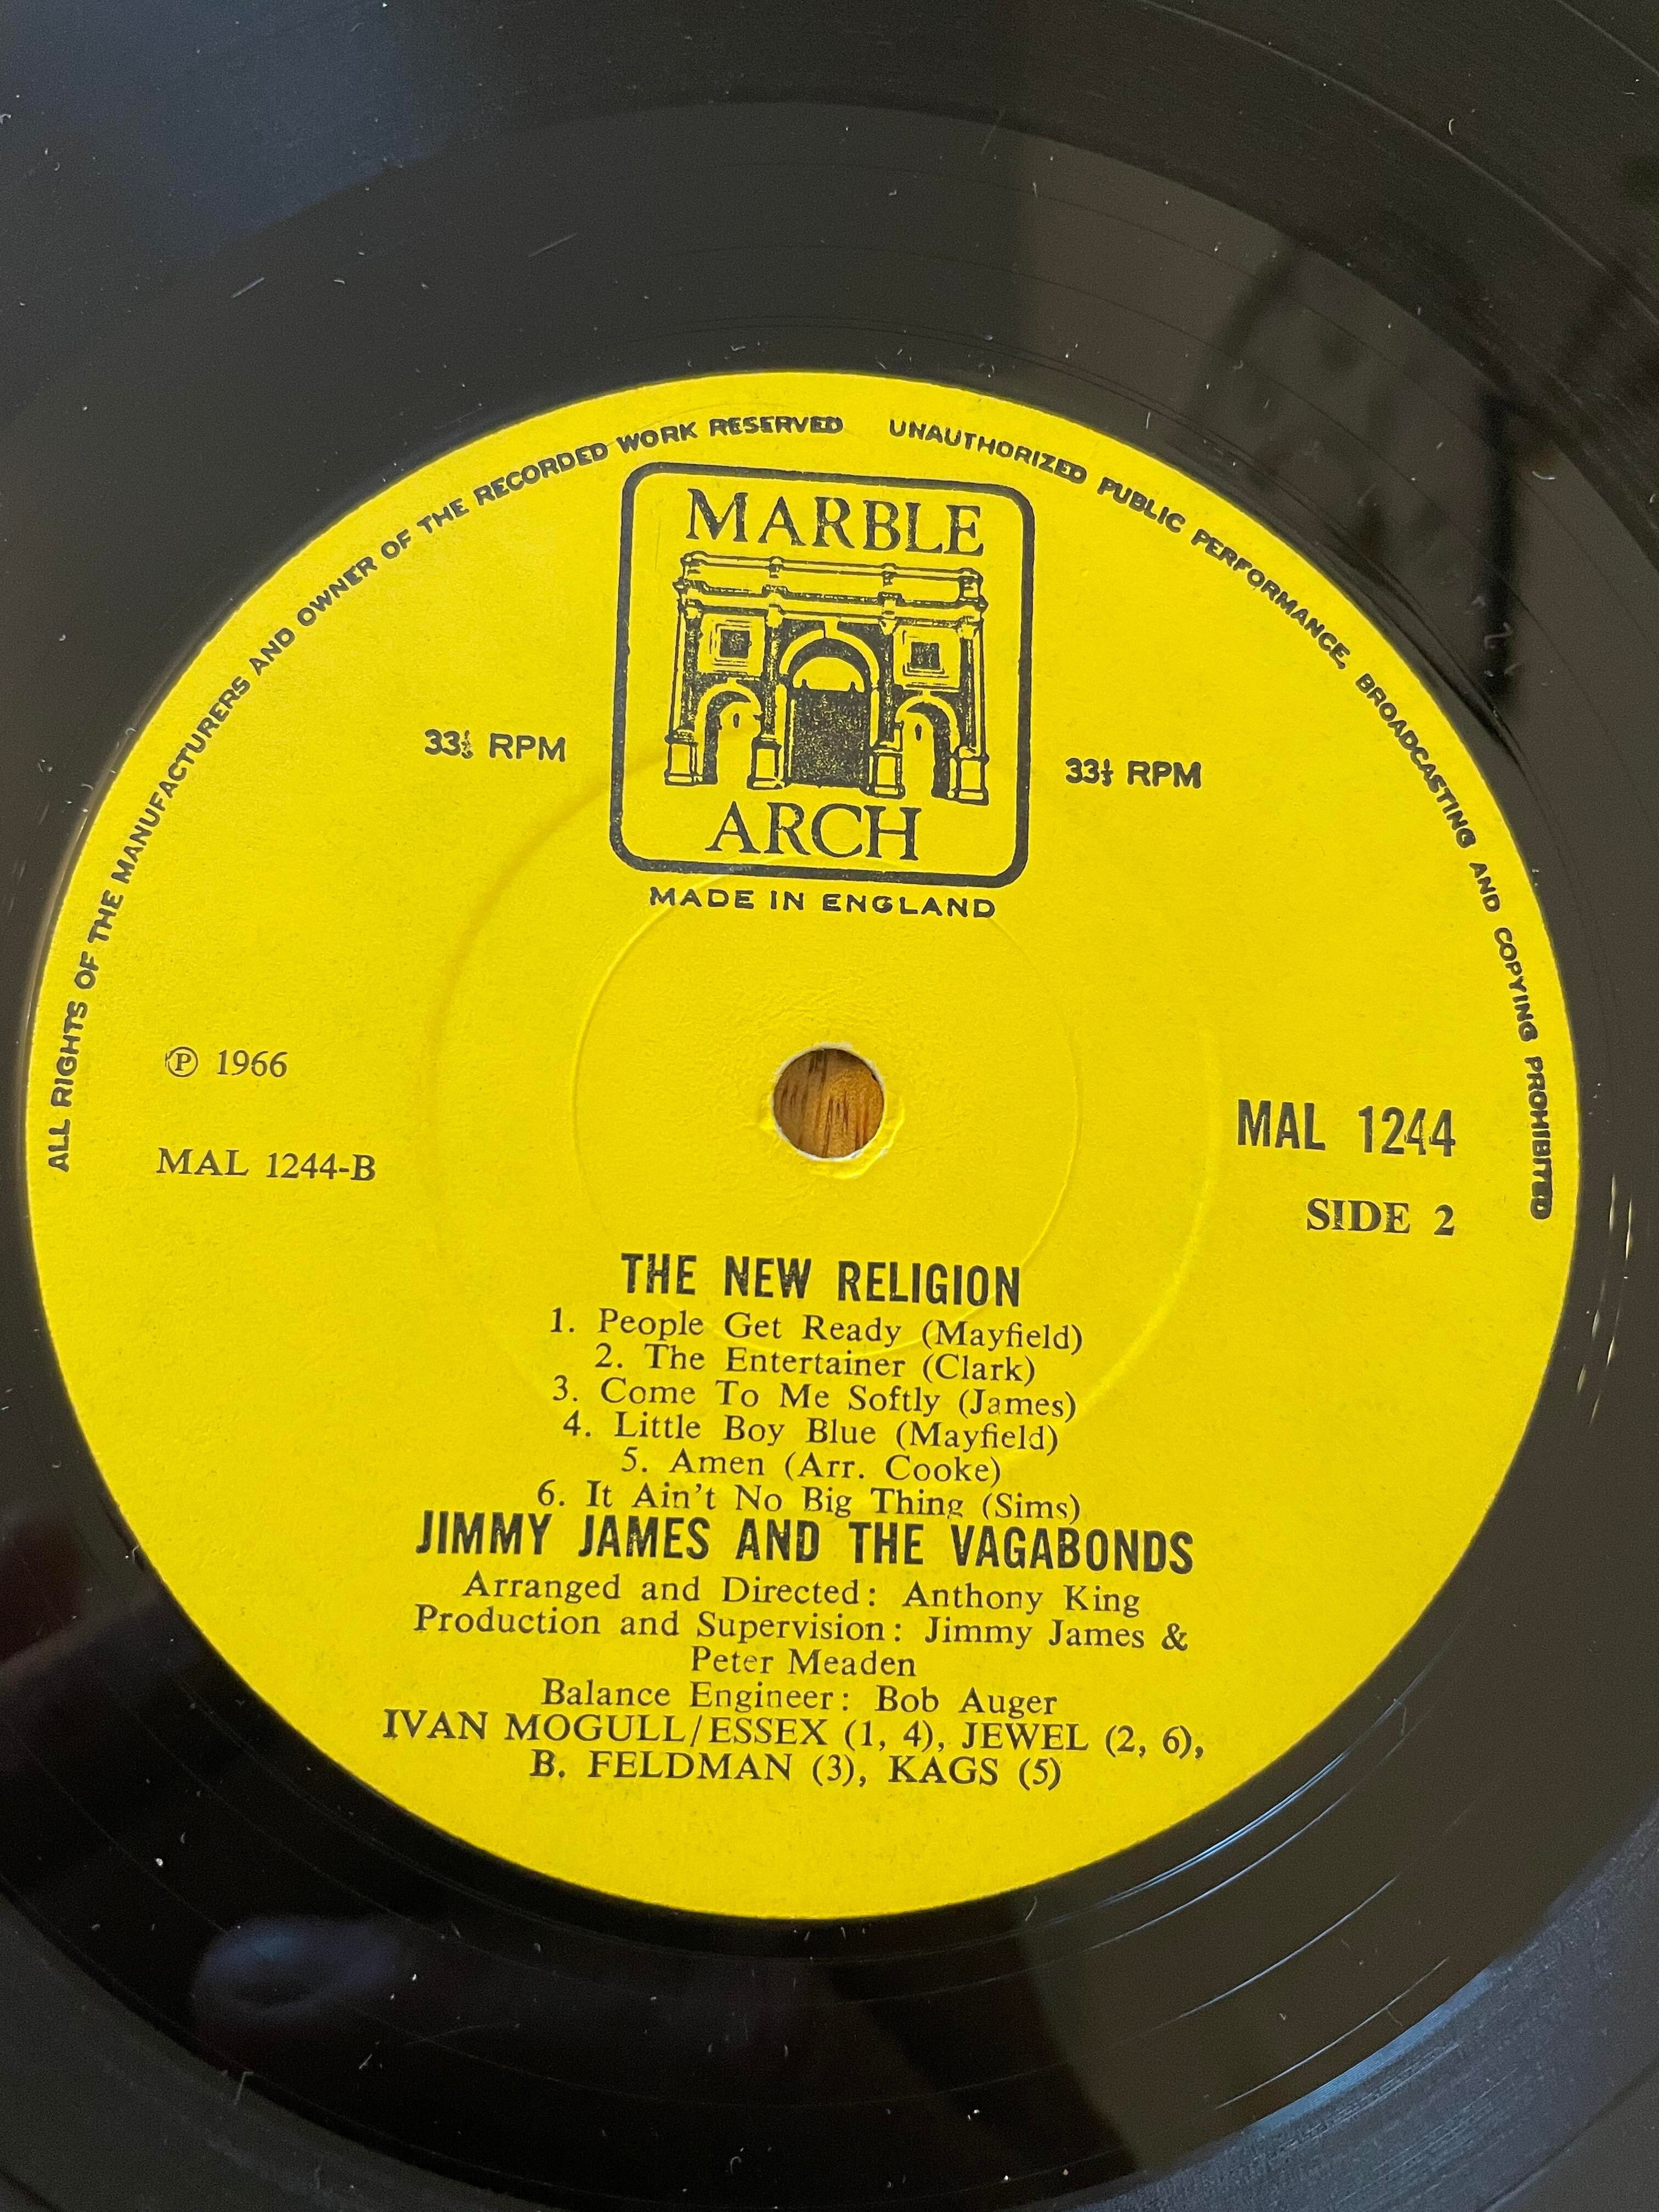 ALL RIGHTS OF THE MANUFACTURERS AND OWNER OF THE RECORDED WORK RESERVED UNAUTHORIZED PUBLIC PERFORMANCE, BROADCASTING AND COPYING PROHIBITED
MARBLE
ARCH
33⅓ RPM
33⅓ RPM
MADE IN ENGLAND
℗ 1966
MAL 1244-B
MAL 1244
SIDE 2
THE NEW RELIGION
1. People Get Ready (Mayfield)
2. The Entertainer (Clark)
3. Come To Me Softly (James)
4. Little Boy Blue (Mayfield)
5. Amen (Arr. Cooke)
6. It Ain't No Big Thing (Sims)
JIMMY JAMES AND THE VAGABONDS
Arranged and Directed: Anthony King
Production and Supervision: Jimmy James &
Peter Meaden
Balance Engineer: Bob Auger
IVAN MOGULL/ESSEX (1, 4), JEWEL (2, 6),
B. FELDMAN (3), KAGS (5)